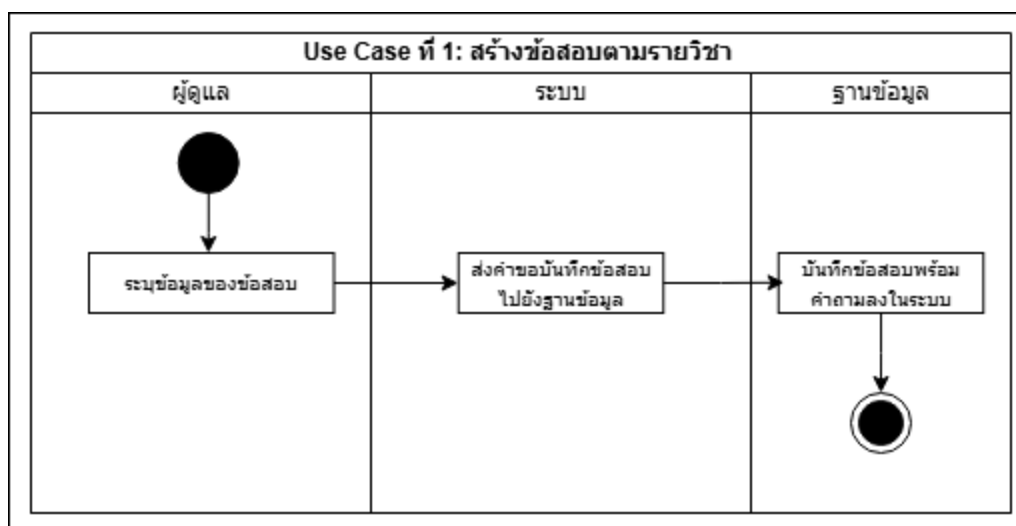 Use Case ที่ 1: สร้างข้อสอบตามรายวิชา
ผู้ดูแล
ระบบ
ฐานข้อมูล
ระบุข้อมูลของข้อสอบ
ส่งคำขอบันทึกข้อสอบ
ไปยังฐานข้อมูล
บันทึกข้อสอบพร้อม
คำถามลงในระบบ